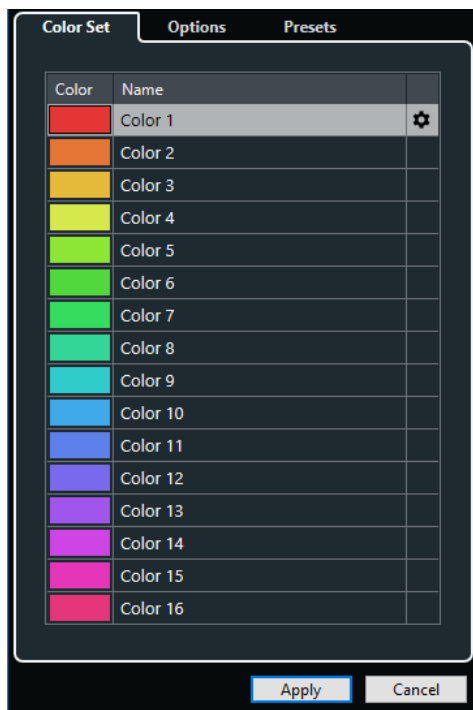 Color Set Options Presets
Color Name
Color 1
Color 2
Color 3
Color 4
Color 5
Color 6
Color 7
Color 8
Color 9
Color 10
Color 11
Color 12
Color 13
Color 14
Color 15
Color 16
Apply Cancel